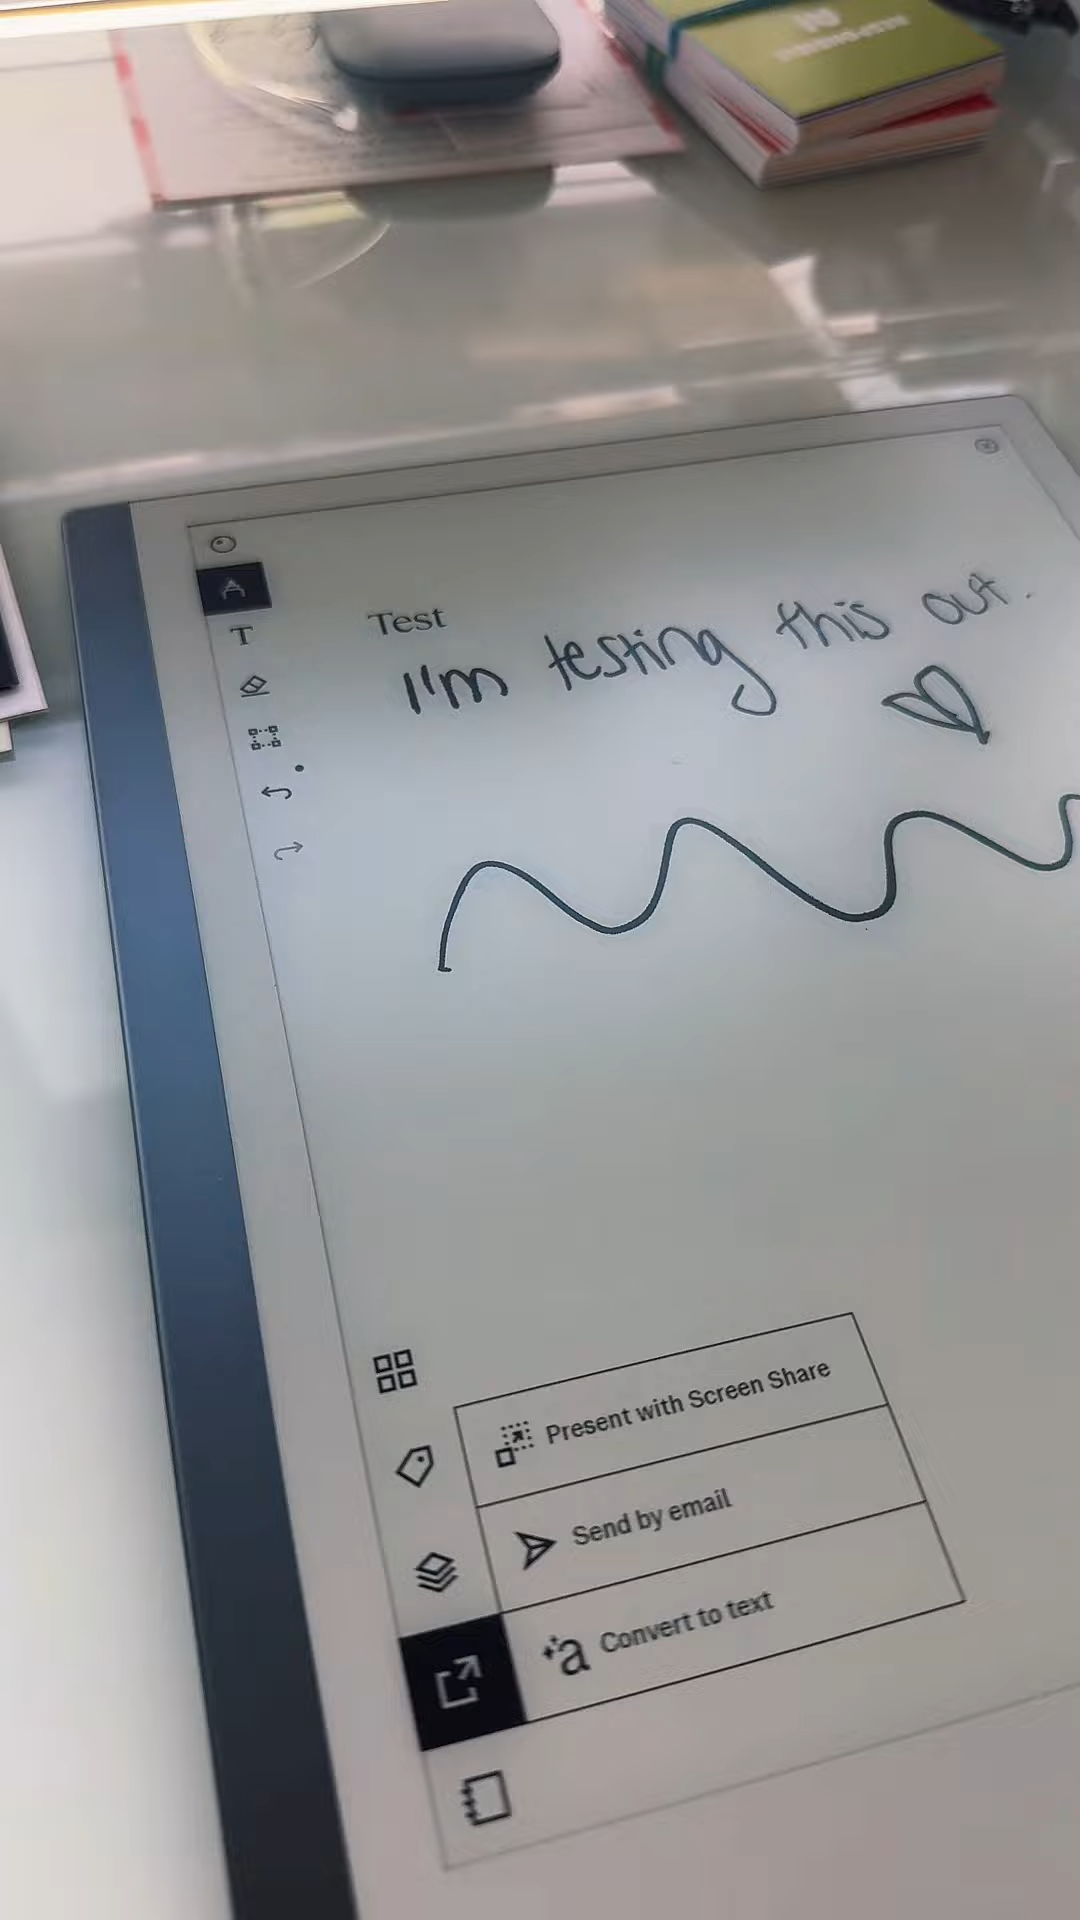 Test
I'm testing this out.
T
Present with Screen Share
Send by email
a Convert to text